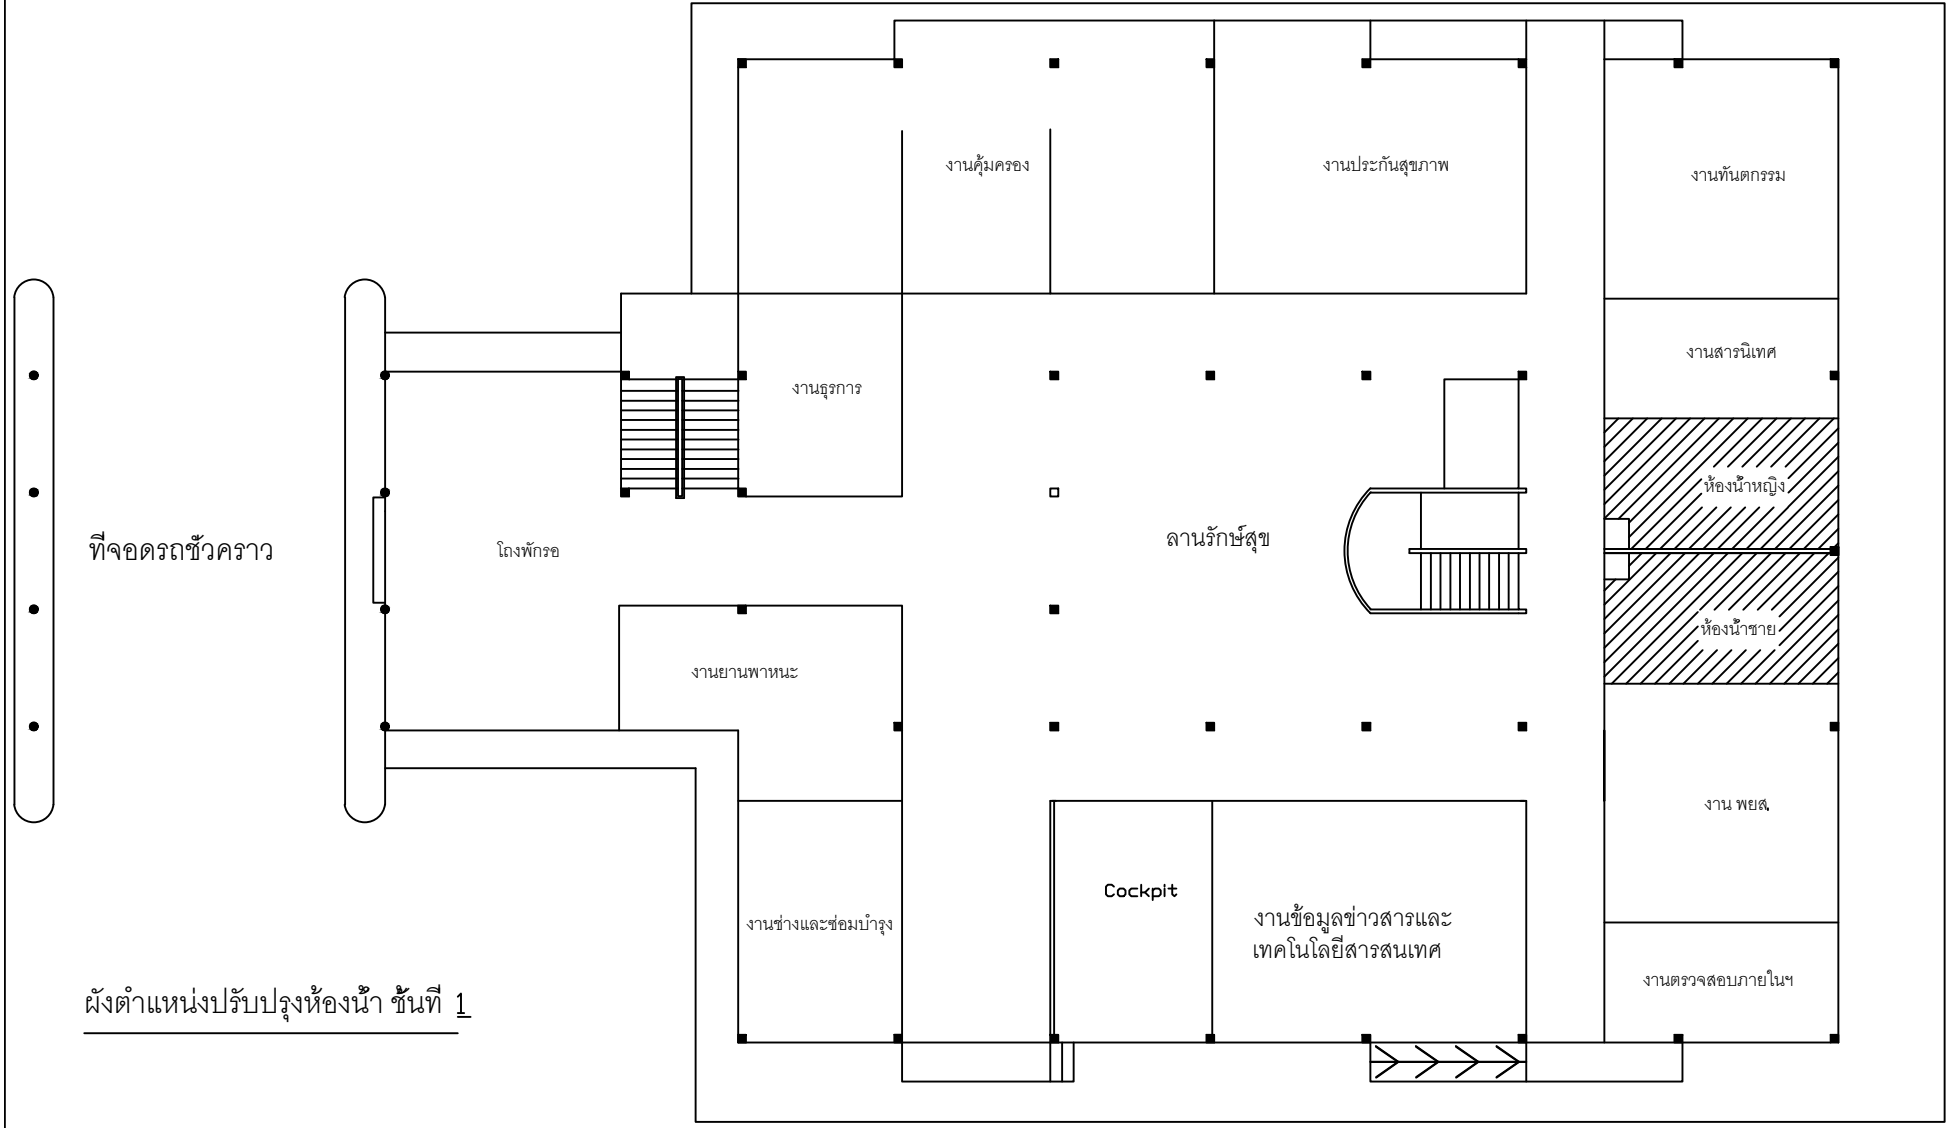 งานคุ้มครอง
งานประกันสุขภาพ
งานทันตกรรม
งานสารนิเทศ
งานธุรการ
ห้องน้ำหญิง
ที่จอดรถชั่วคราว
โถงพักรอ
ลานรักษ์สุข
ห้องน้ำชาย
งานยานพาหนะ
งาน พยส.
Cockpit
งานช่างและซ่อมบำรุง
งานข้อมูลข่าวสารและ
เทคโนโลยีสารสนเทศ
งานตรวจสอบภายในฯ
ผังตำแหน่งปรับปรุงห้องน้ำ ชั้นที่ 1